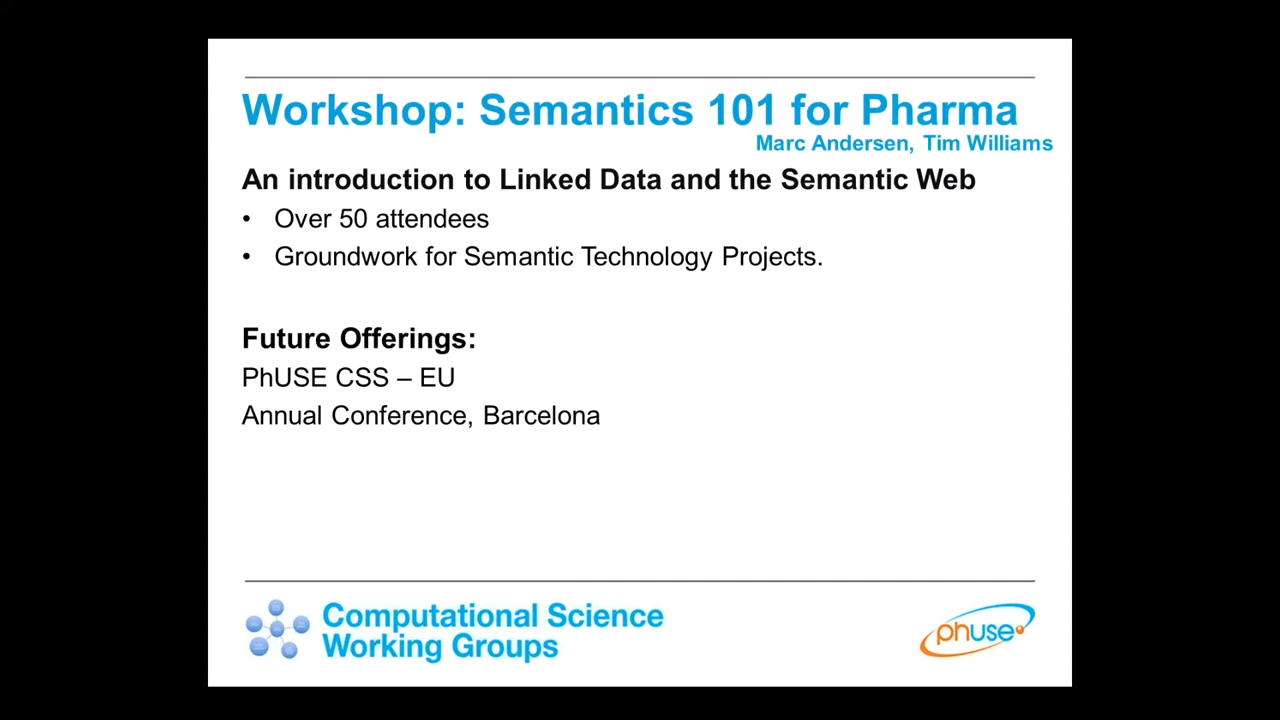 Workshop: Semantics 101 for Pharma
Marc Andersen, Tim Williams
An introduction to Linked Data and the Semantic Web
• Over 50 attendees
• Groundwork for Semantic Technology Projects.
Future Offerings:
PhUSE CSS – EU
Annual Conference, Barcelona
Computational Science
Working Groups
phUSE